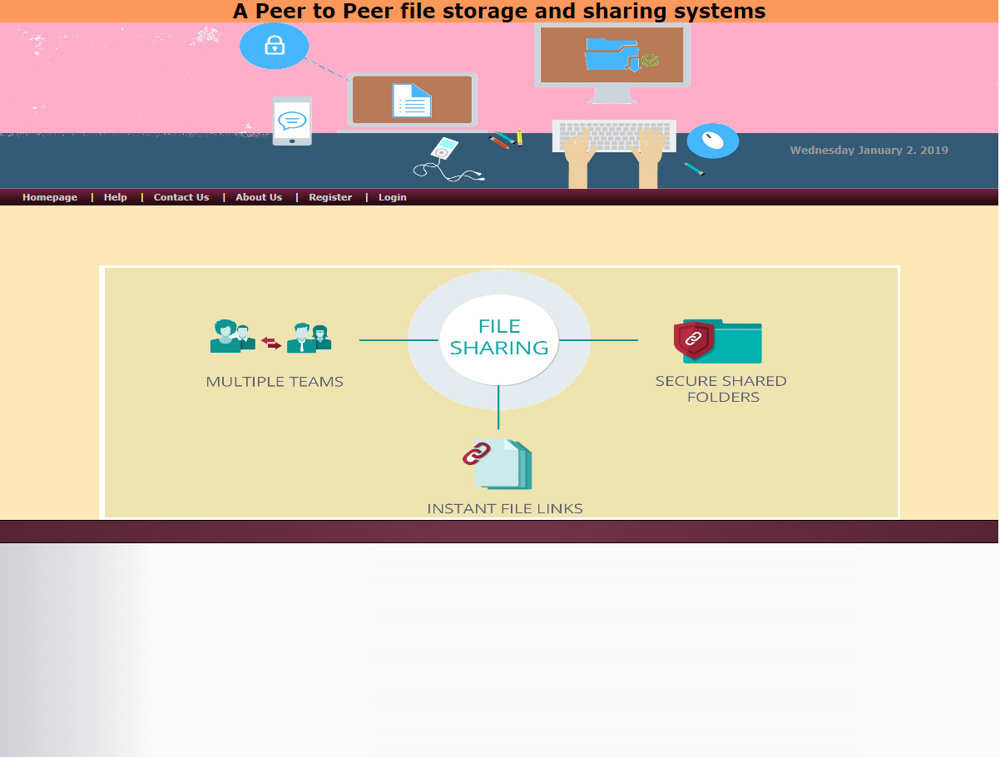 A Peer to Peer file storage and sharing systems
Wednesday January 2. 2019
Homepage | Help | Contact Us | About Us | Register | Login
FILE
SHARING
MULTIPLE TEAMS
SECURE SHARED
FOLDERS
INSTANT FILE LINKS